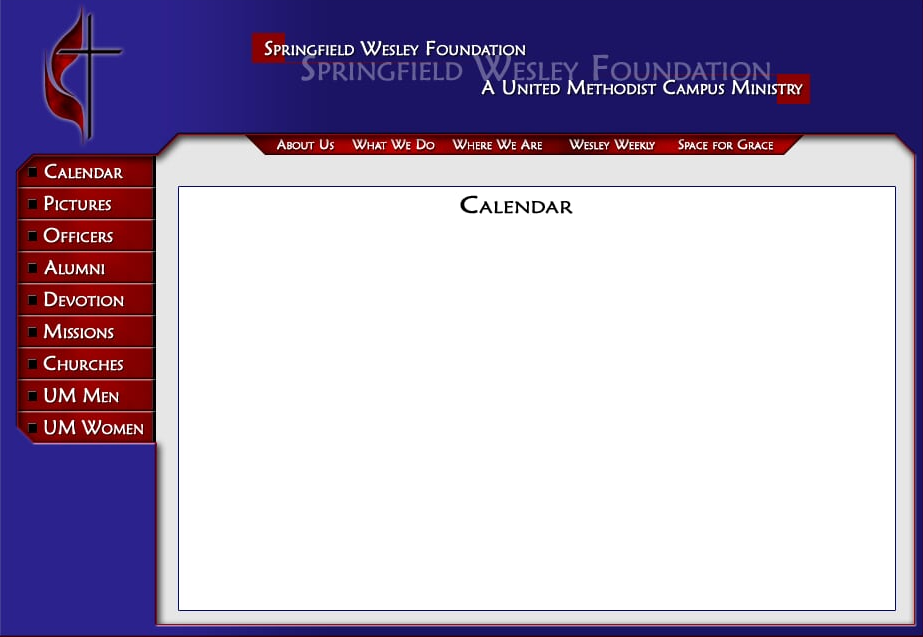 Springfield Wesley Foundation
Springfield Wesley Foundation
A United Methodist Campus Ministry
About Us What We Do Where We Are Wesley Weekly Space for Grace
Calendar
Pictures
Officers
Alumni
Devotion
Missions
Churches
UM Men
UM Women
Calendar